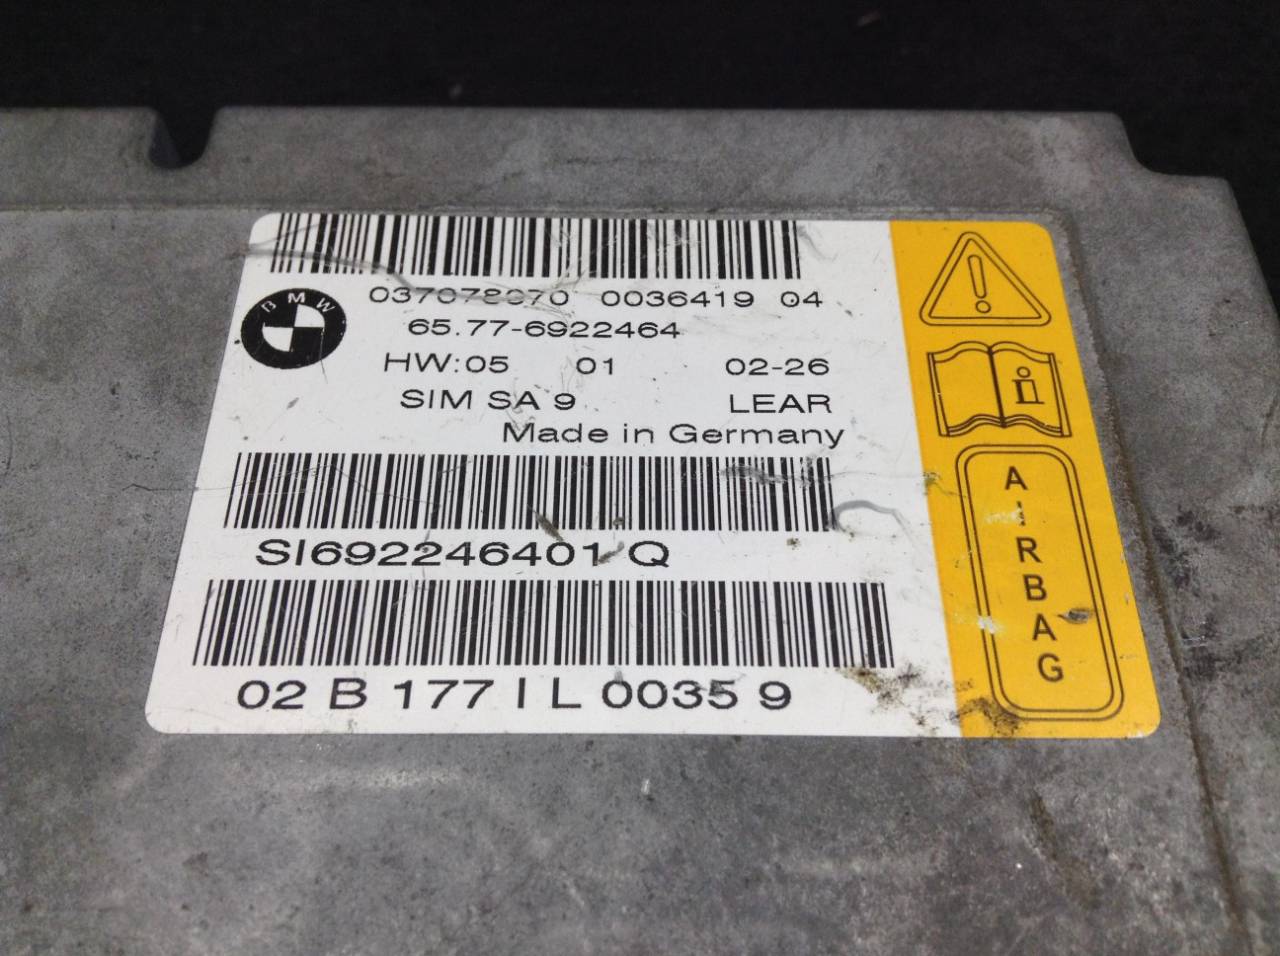 BMW
037078070 0036419 04
65.77-6922464
HW:05 01 02-26
SIM SA 9 LEAR
Made in Germany
SI692246401 Q
02 B 177 I L 0035 9
i
AIRBAG